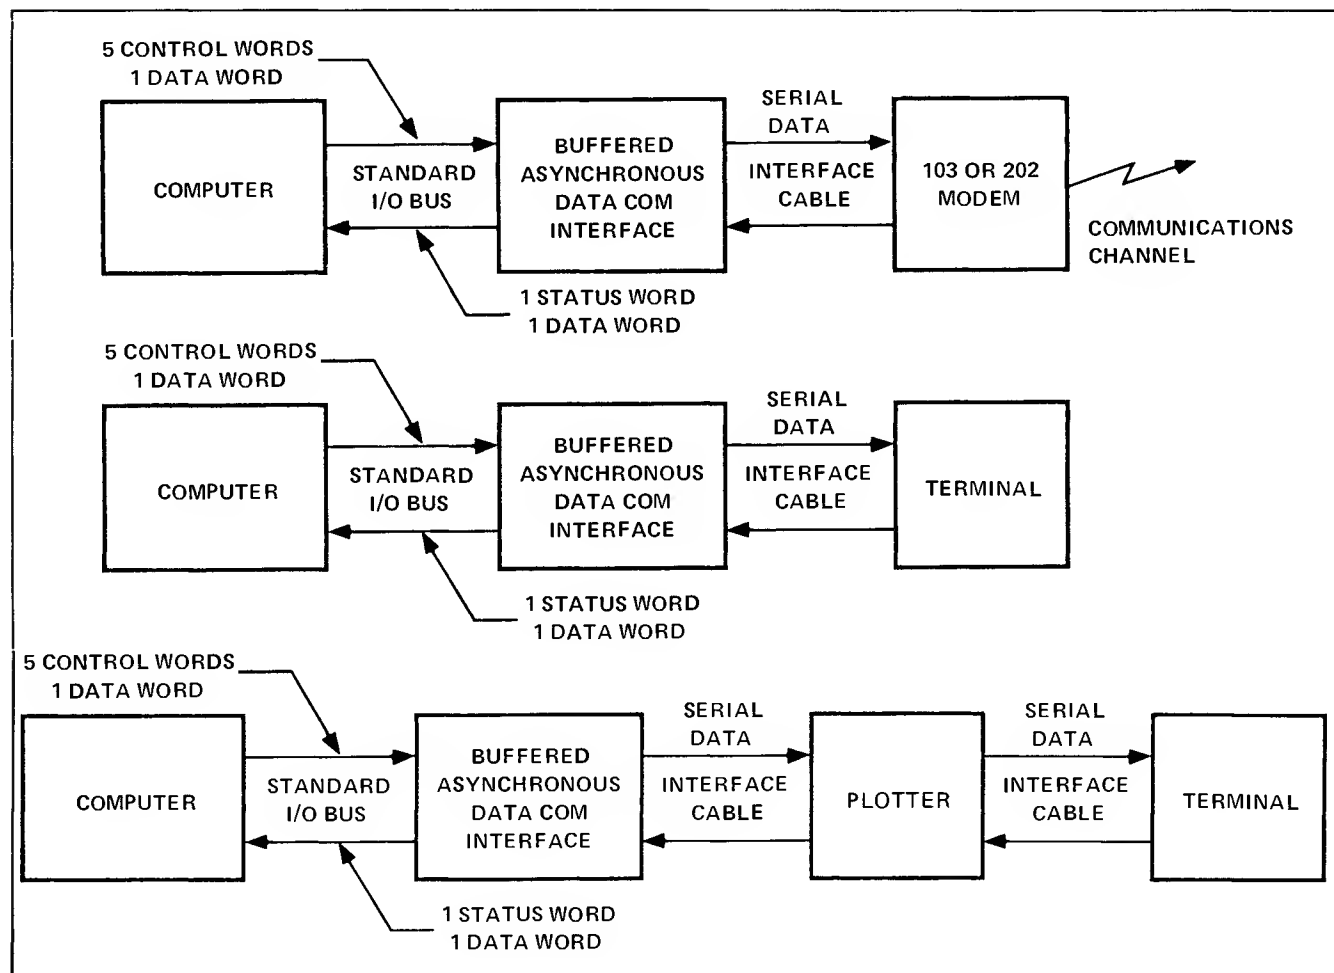 5 CONTROL WORDS
1 DATA WORD
COMPUTER
STANDARD
I/O BUS
1 STATUS WORD
1 DATA WORD
BUFFERED
ASYNCHRONOUS
DATA COM
INTERFACE
SERIAL
DATA
INTERFACE
CABLE
103 OR 202
MODEM
COMMUNICATIONS
CHANNEL
5 CONTROL WORDS
1 DATA WORD
COMPUTER
STANDARD
I/O BUS
1 STATUS WORD
1 DATA WORD
BUFFERED
ASYNCHRONOUS
DATA COM
INTERFACE
SERIAL
DATA
INTERFACE
CABLE
TERMINAL
5 CONTROL WORDS
1 DATA WORD
COMPUTER
STANDARD
I/O BUS
1 STATUS WORD
1 DATA WORD
BUFFERED
ASYNCHRONOUS
DATA COM
INTERFACE
SERIAL
DATA
INTERFACE
CABLE
PLOTTER
SERIAL
DATA
INTERFACE
CABLE
TERMINAL